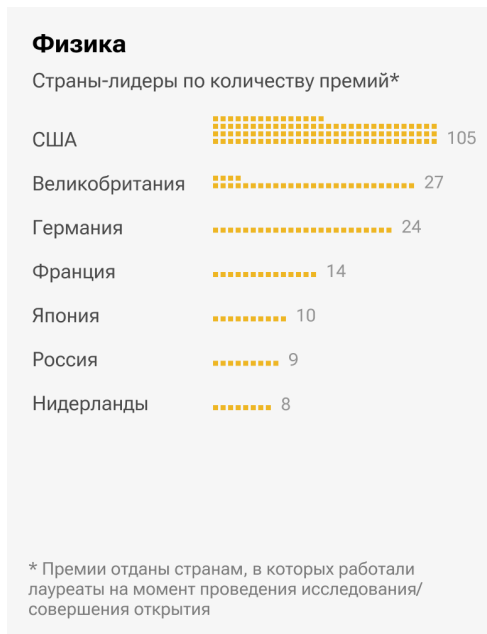 Физика
Страны-лидеры по количеству премий*
США 105
Великобритания 27
Германия 24
Франция 14
Япония 10
Россия 9
Нидерланды 8
* Премии отданы странам, в которых работали
лауреаты на момент проведения исследования/
совершения открытия